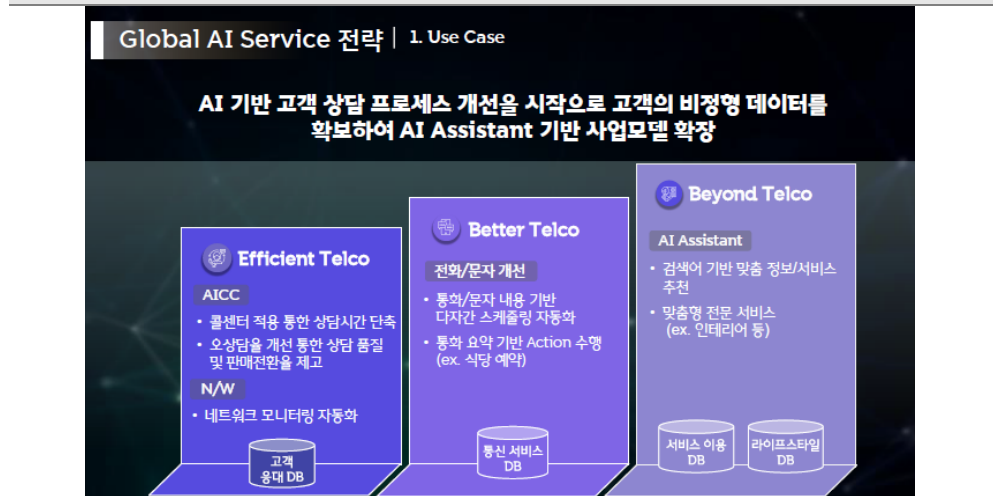 Global AI Service 전략 | 1. Use Case
AI 기반 고객 상담 프로세스 개선을 시작으로 고객의 비정형 데이터를
확보하여 AI Assistant 기반 사업모델 확장
Efficient Telco
AICC
• 콜센터 적용 통한 상담시간 단축
• 오상담율 개선 통한 상담 품질
및 판매전환율 제고
N/W
• 네트워크 모니터링 자동화
고객
응대 DB
Better Telco
전화/문자 개선
• 통화/문자 내용 기반
다자간 스케줄링 자동화
• 통화 요약 기반 Action 수행
(ex. 식당 예약)
통신 서비스
DB
Beyond Telco
AI Assistant
• 검색어 기반 맞춤 정보/서비스
추천
• 맞춤형 전문 서비스
(ex. 인테리어 등)
서비스 이용
DB
라이프스타일
DB